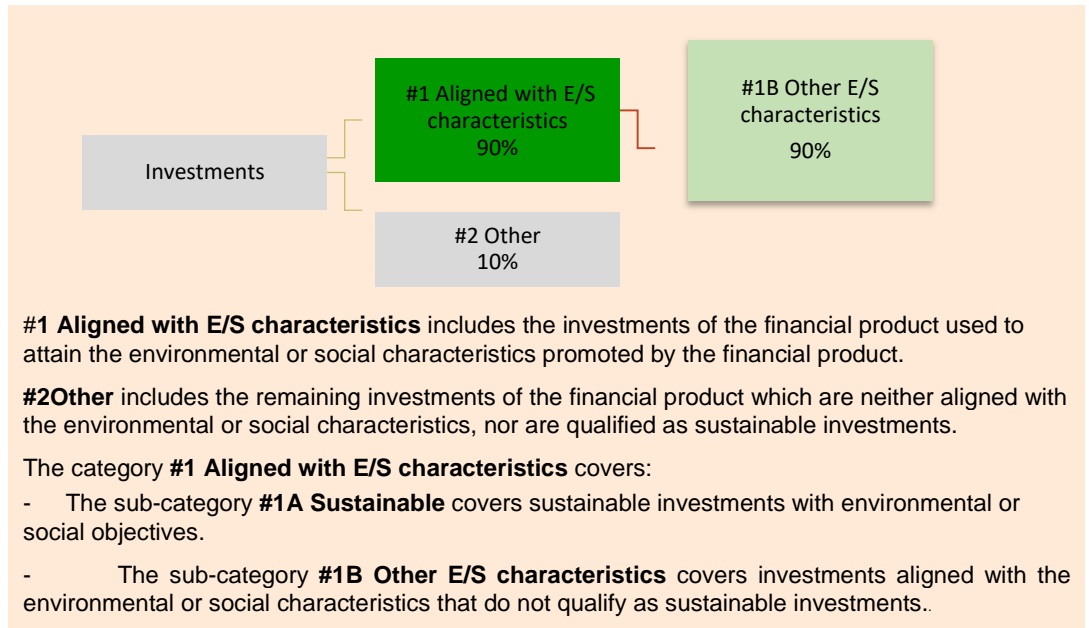 #1 Aligned with E/S
characteristics
90%
#1B Other E/S
characteristics
90%
Investments
#2 Other
10%
#1 Aligned with E/S characteristics includes the investments of the financial product used to
attain the environmental or social characteristics promoted by the financial product.
#2Other includes the remaining investments of the financial product which are neither aligned with
the environmental or social characteristics, nor are qualified as sustainable investments.
The category #1 Aligned with E/S characteristics covers:
- The sub-category #1A Sustainable covers sustainable investments with environmental or
social objectives.
- The sub-category #1B Other E/S characteristics covers investments aligned with the
environmental or social characteristics that do not qualify as sustainable investments..